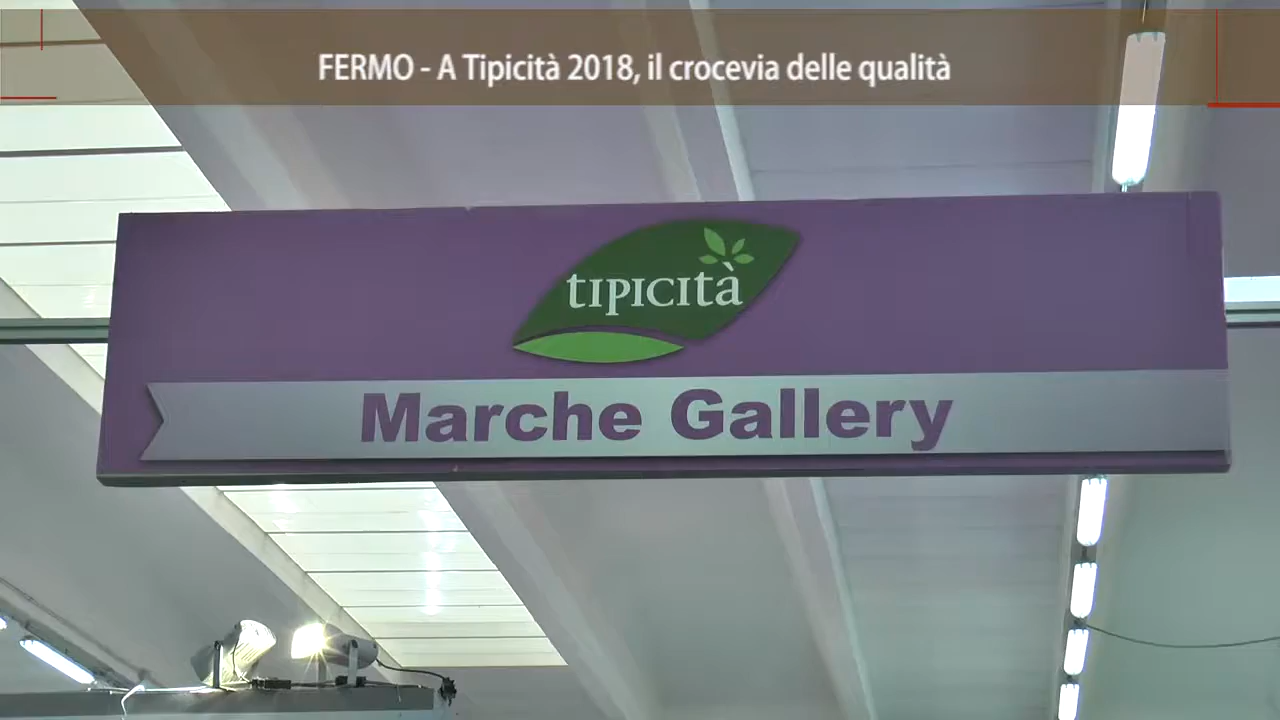 FERMO - A Tipicità 2018, il crocevia delle qualità
tipicità
Marche Gallery